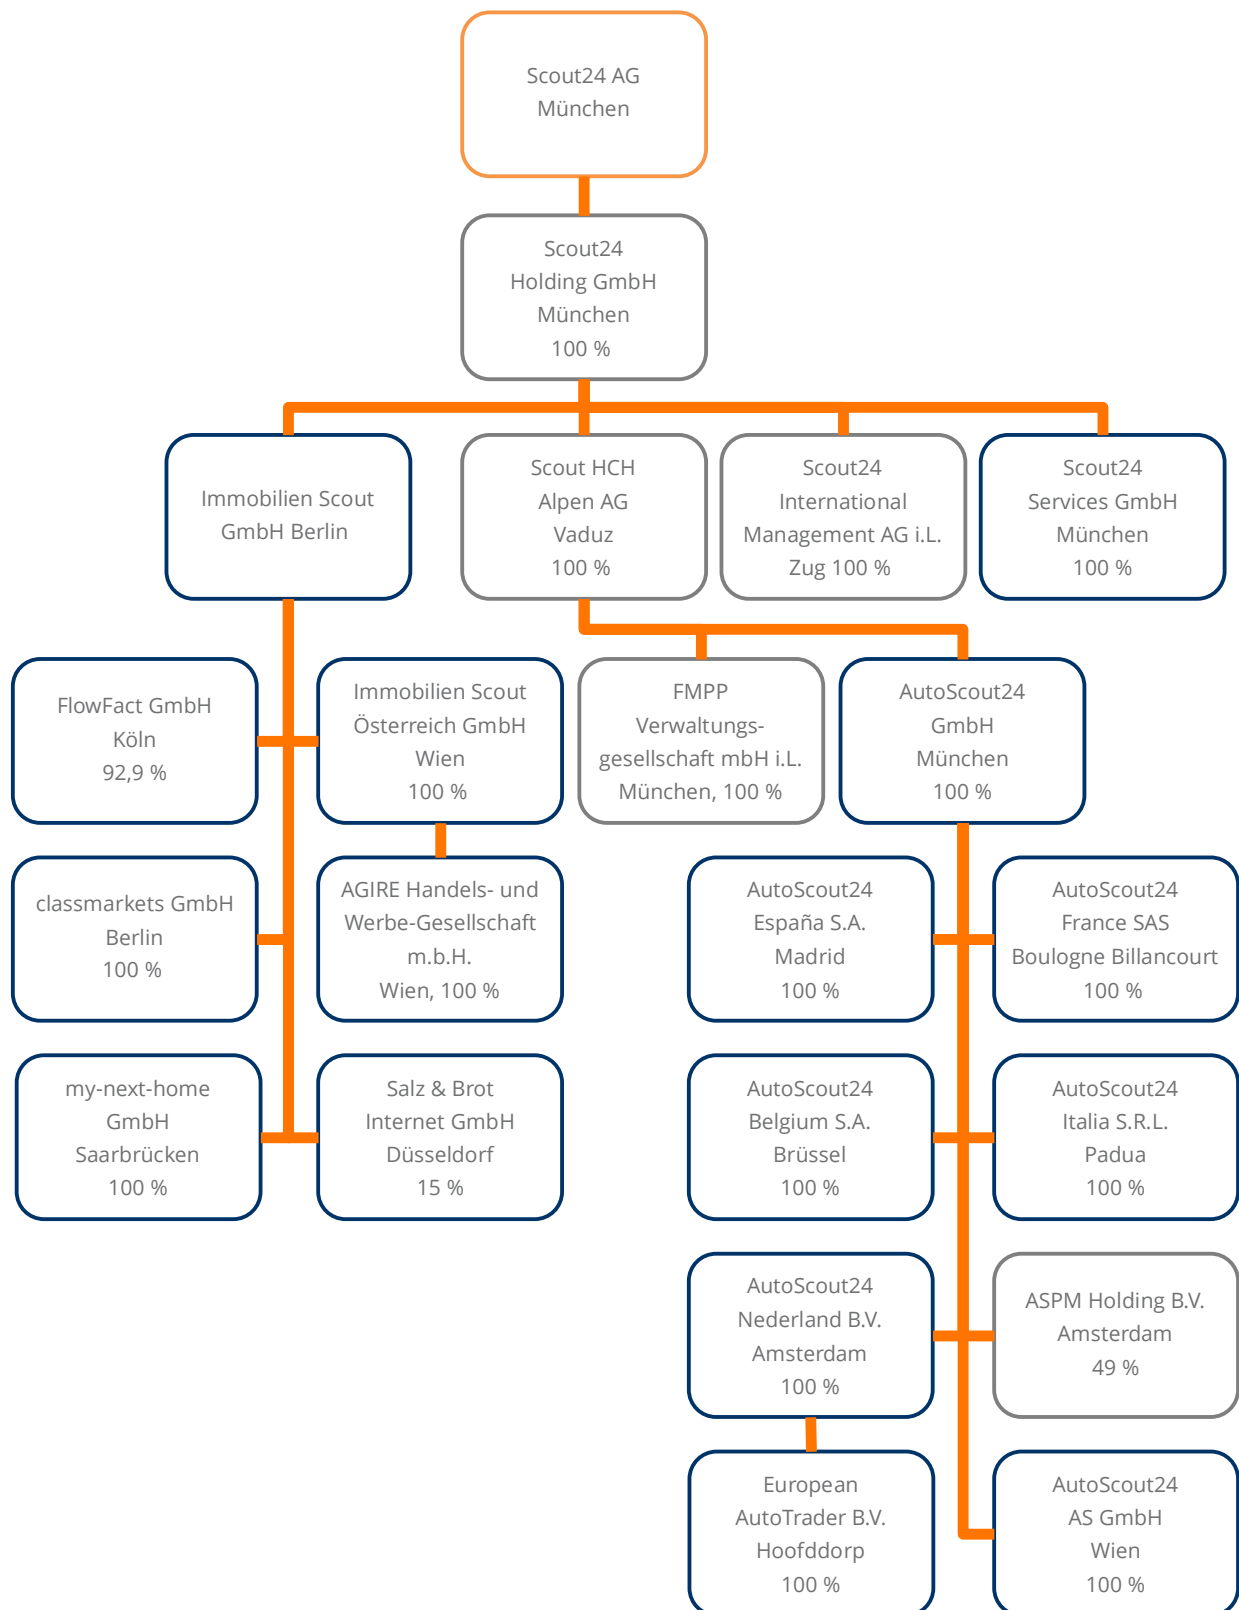 Scout24 AG
München
Scout24
Holding GmbH
München
100 %
Immobilien Scout
GmbH Berlin
Scout HCH
Alpen AG
Vaduz
100 %
Scout24
International
Management AG i.L.
Zug 100 %
Scout24
Services GmbH
München
100 %
FlowFact GmbH
Köln
92,9 %
Immobilien Scout
Österreich GmbH
Wien
100 %
FMPP
Verwaltungs-
gesellschaft mbH i.L.
München, 100 %
AutoScout24
GmbH
München
100 %
classmarkets GmbH
Berlin
100 %
AGIRE Handels- und
Werbe-Gesellschaft
m.b.H.
Wien, 100 %
AutoScout24
España S.A.
Madrid
100 %
AutoScout24
France SAS
Boulogne Billancourt
100 %
my-next-home
GmbH
Saarbrücken
100 %
Salz & Brot
Internet GmbH
Düsseldorf
15 %
AutoScout24
Belgium S.A.
Brüssel
100 %
AutoScout24
Italia S.R.L.
Padua
100 %
AutoScout24
Nederland B.V.
Amsterdam
100 %
ASPM Holding B.V.
Amsterdam
49 %
European
AutoTrader B.V.
Hoofddorp
100 %
AutoScout24
AS GmbH
Wien
100 %